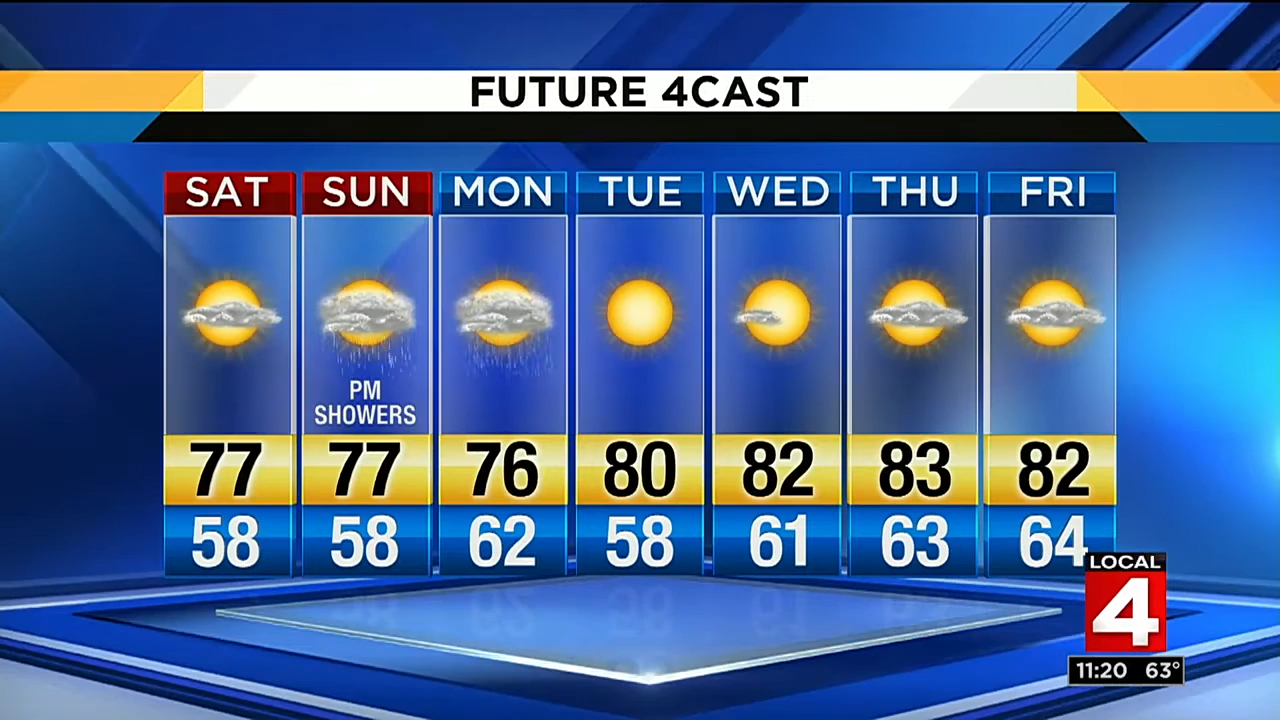 FUTURE 4CAST
SAT SUN MON TUE WED THU FRI
PM
SHOWERS
77 77 76 80 82 83 82
58 58 62 58 61 63 64
LOCAL
4
11:20 63°